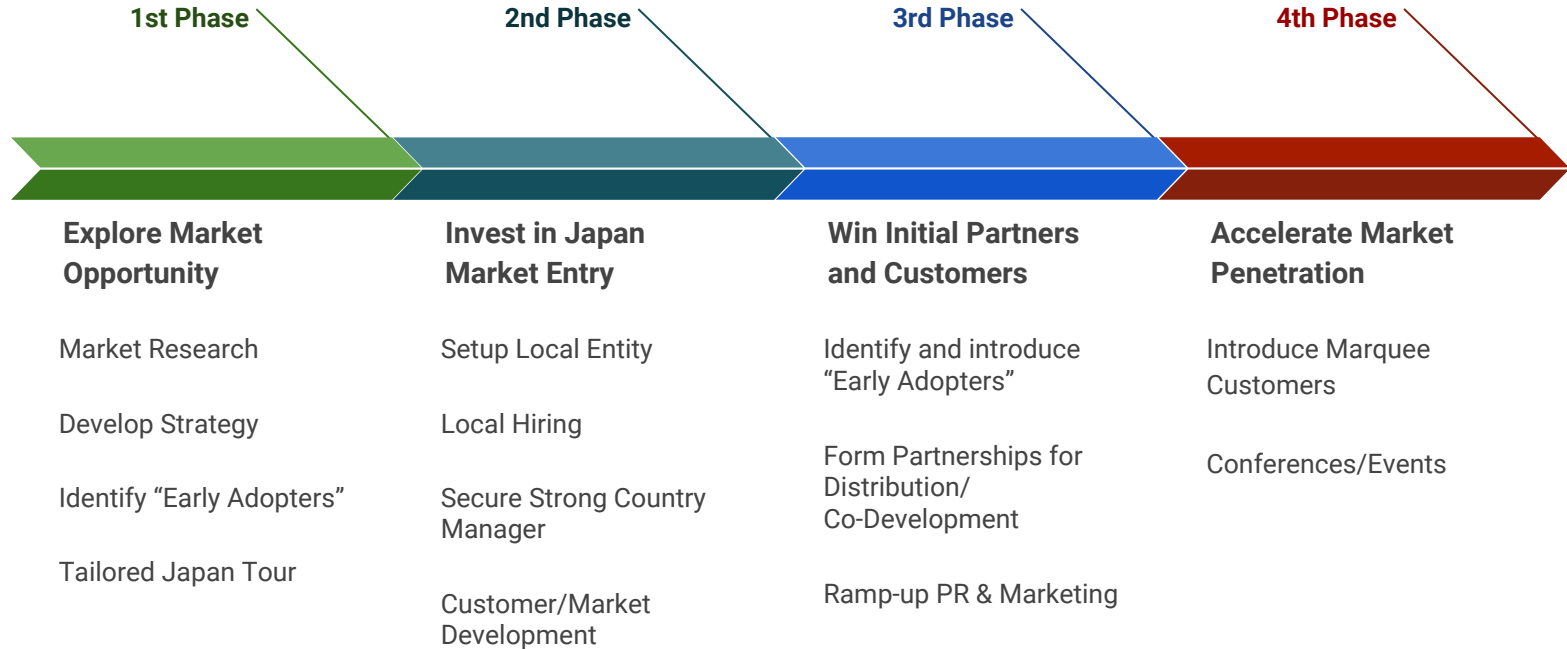 1st Phase
2nd Phase
3rd Phase
4th Phase
Explore Market
Opportunity
Market Research
Develop Strategy
Identify “Early Adopters”
Tailored Japan Tour
Invest in Japan
Market Entry
Setup Local Entity
Local Hiring
Secure Strong Country
Manager
Customer/Market
Development
Win Initial Partners
and Customers
Identify and introduce
“Early Adopters”
Form Partnerships for
Distribution/
Co-Development
Ramp-up PR & Marketing
Accelerate Market
Penetration
Introduce Marquee
Customers
Conferences/Events